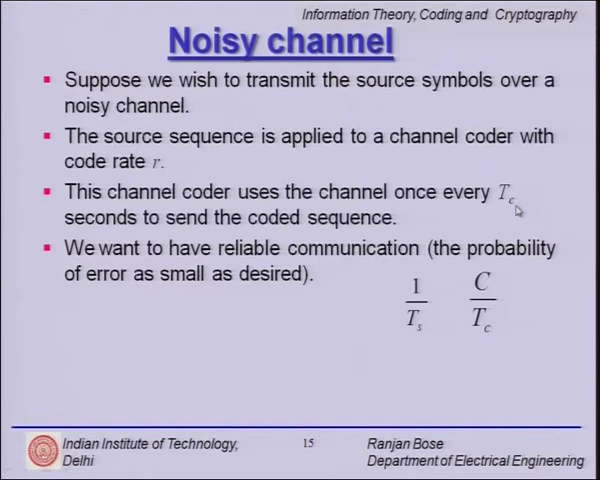 Information Theory, Coding and Cryptography
Noisy channel
Suppose we wish to transmit the source symbols over a
noisy channel.
The source sequence is applied to a channel coder with
code rate r.
This channel coder uses the channel once every T_c
seconds to send the coded sequence.
We want to have reliable communication (the probability
of error as small as desired).
1/T_s C/T_c
Indian Institute of Technology,
Delhi
15
Ranjan Bose
Department of Electrical Engineering